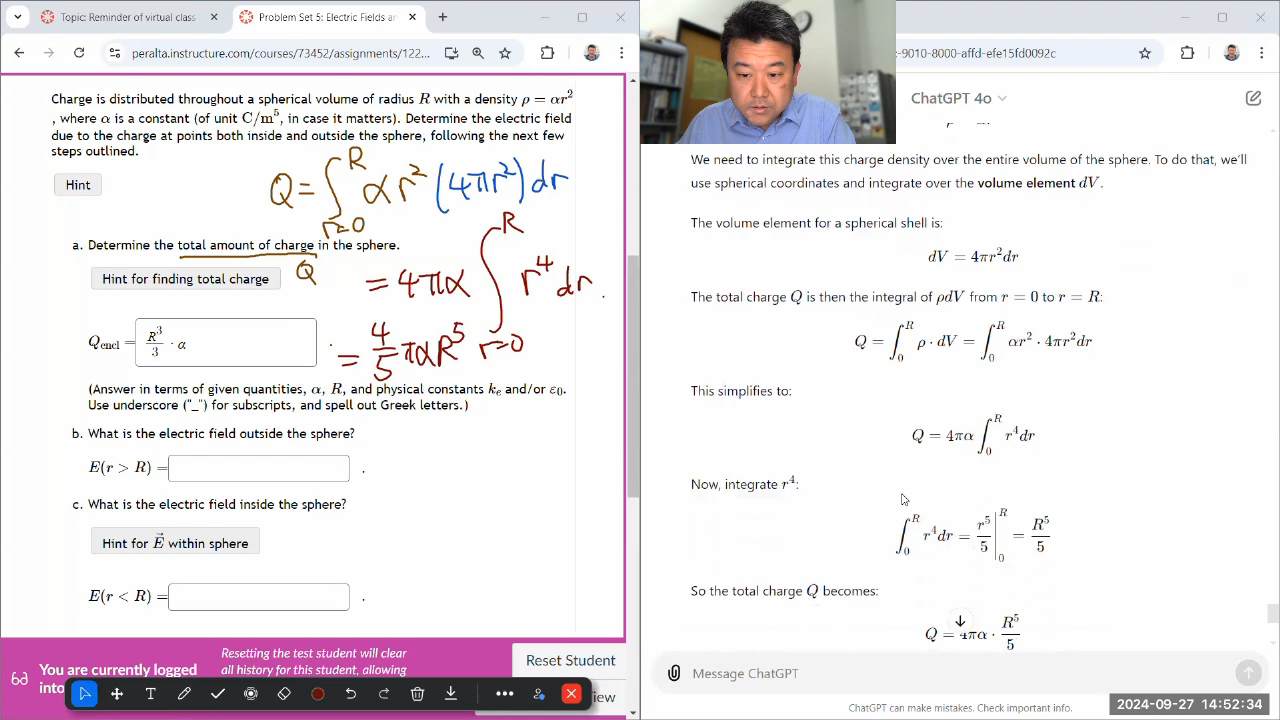 Topic: Reminder of virtual class
Problem Set 5: Electric Fields an
peralta.instructure.com/courses/73452/assignments/122...
-9010-8000-affd-efe15fd0092c
Charge is distributed throughout a spherical volume of radius R with a density ρ = αr²
, where α is a constant (of unit C/m⁵, in case it matters). Determine the electric field
due to the charge at points both inside and outside the sphere, following the next few
steps outlined.
Hint
Q = ∫_{r=0}^{R} αr² (4πr²) dr
a. Determine the total amount of charge in the sphere.
Q
Hint for finding total charge
= 4πα ∫_{r=0}^{R} r⁴ dr.
Q_encl = R³/3 · α .
= 4/5 παR⁵
(Answer in terms of given quantities, α, R, and physical constants k_e and/or ε₀.
Use underscore ("_") for subscripts, and spell out Greek letters.)
b. What is the electric field outside the sphere?
E(r > R) = .
c. What is the electric field inside the sphere?
Hint for E⃗ within sphere
E(r < R) = .
You are currently logged
into
Resetting the test student will clear
all history for this student, allowing
Reset Student
view
ChatGPT 4o
We need to integrate this charge density over the entire volume of the sphere. To do that, we'll
use spherical coordinates and integrate over the volume element dV.
The volume element for a spherical shell is:
dV = 4πr²dr
The total charge Q is then the integral of ρdV from r = 0 to r = R:
Q = ∫₀^R ρ · dV = ∫₀^R αr² · 4πr²dr
This simplifies to:
Q = 4πα ∫₀^R r⁴dr
Now, integrate r⁴:
∫₀^R r⁴dr = r⁵/5 |₀^R = R⁵/5
So the total charge Q becomes:
Q = 4πα · R⁵/5
Message ChatGPT
ChatGPT can make mistakes. Check important info.
2024-09-27 14:52:34